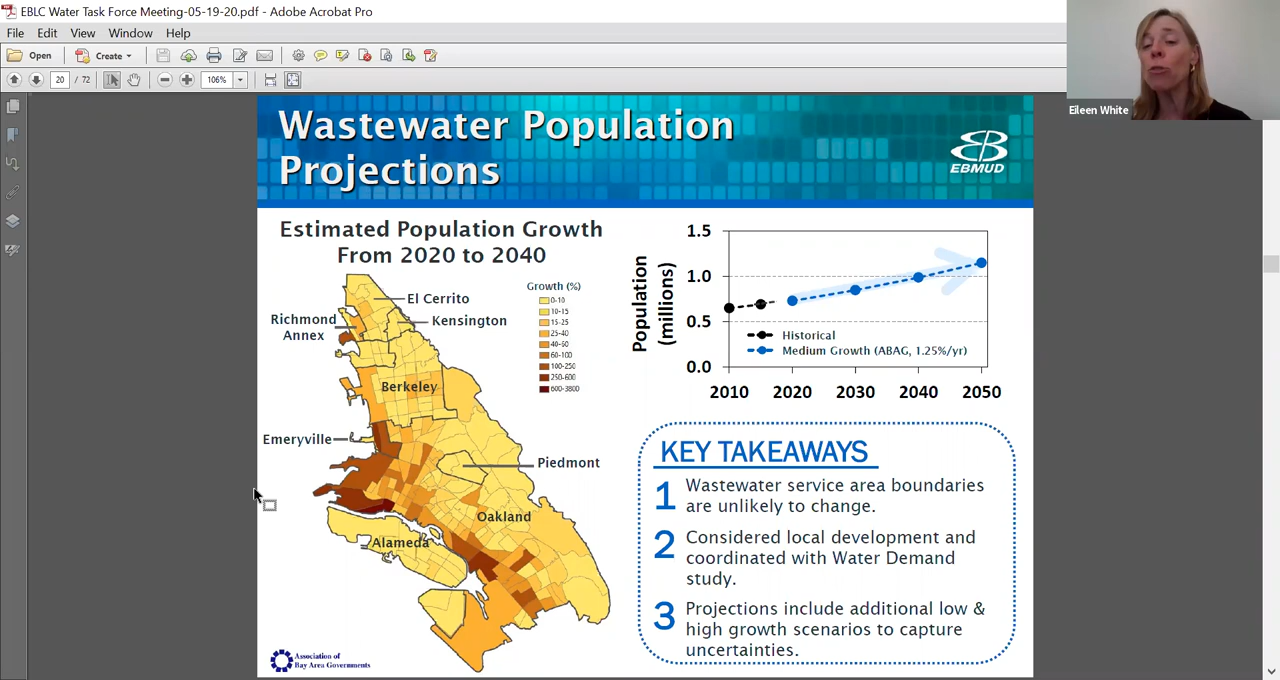 EBLC Water Task Force Meeting-05-19-20.pdf - Adobe Acrobat Pro
File Edit View Window Help
Open Create
20 / 72 106%
Eileen White
Wastewater Population
Projections
EBMUD
Estimated Population Growth
From 2020 to 2040
Growth (%)
0-10
10-15
15-25
25-40
40-60
60-100
100-250
250-600
600-3800
El Cerrito
Richmond
Annex
Kensington
Berkeley
Emeryville
Piedmont
Oakland
Alameda
Association of
Bay Area Governments
Population
(millions)
1.5
1.0
0.5
0.0
Historical
Medium Growth (ABAG, 1.25%/yr)
2010 2020 2030 2040 2050
KEY TAKEAWAYS
1 Wastewater service area boundaries
are unlikely to change.
2 Considered local development and
coordinated with Water Demand
study.
3 Projections include additional low &
high growth scenarios to capture
uncertainties.